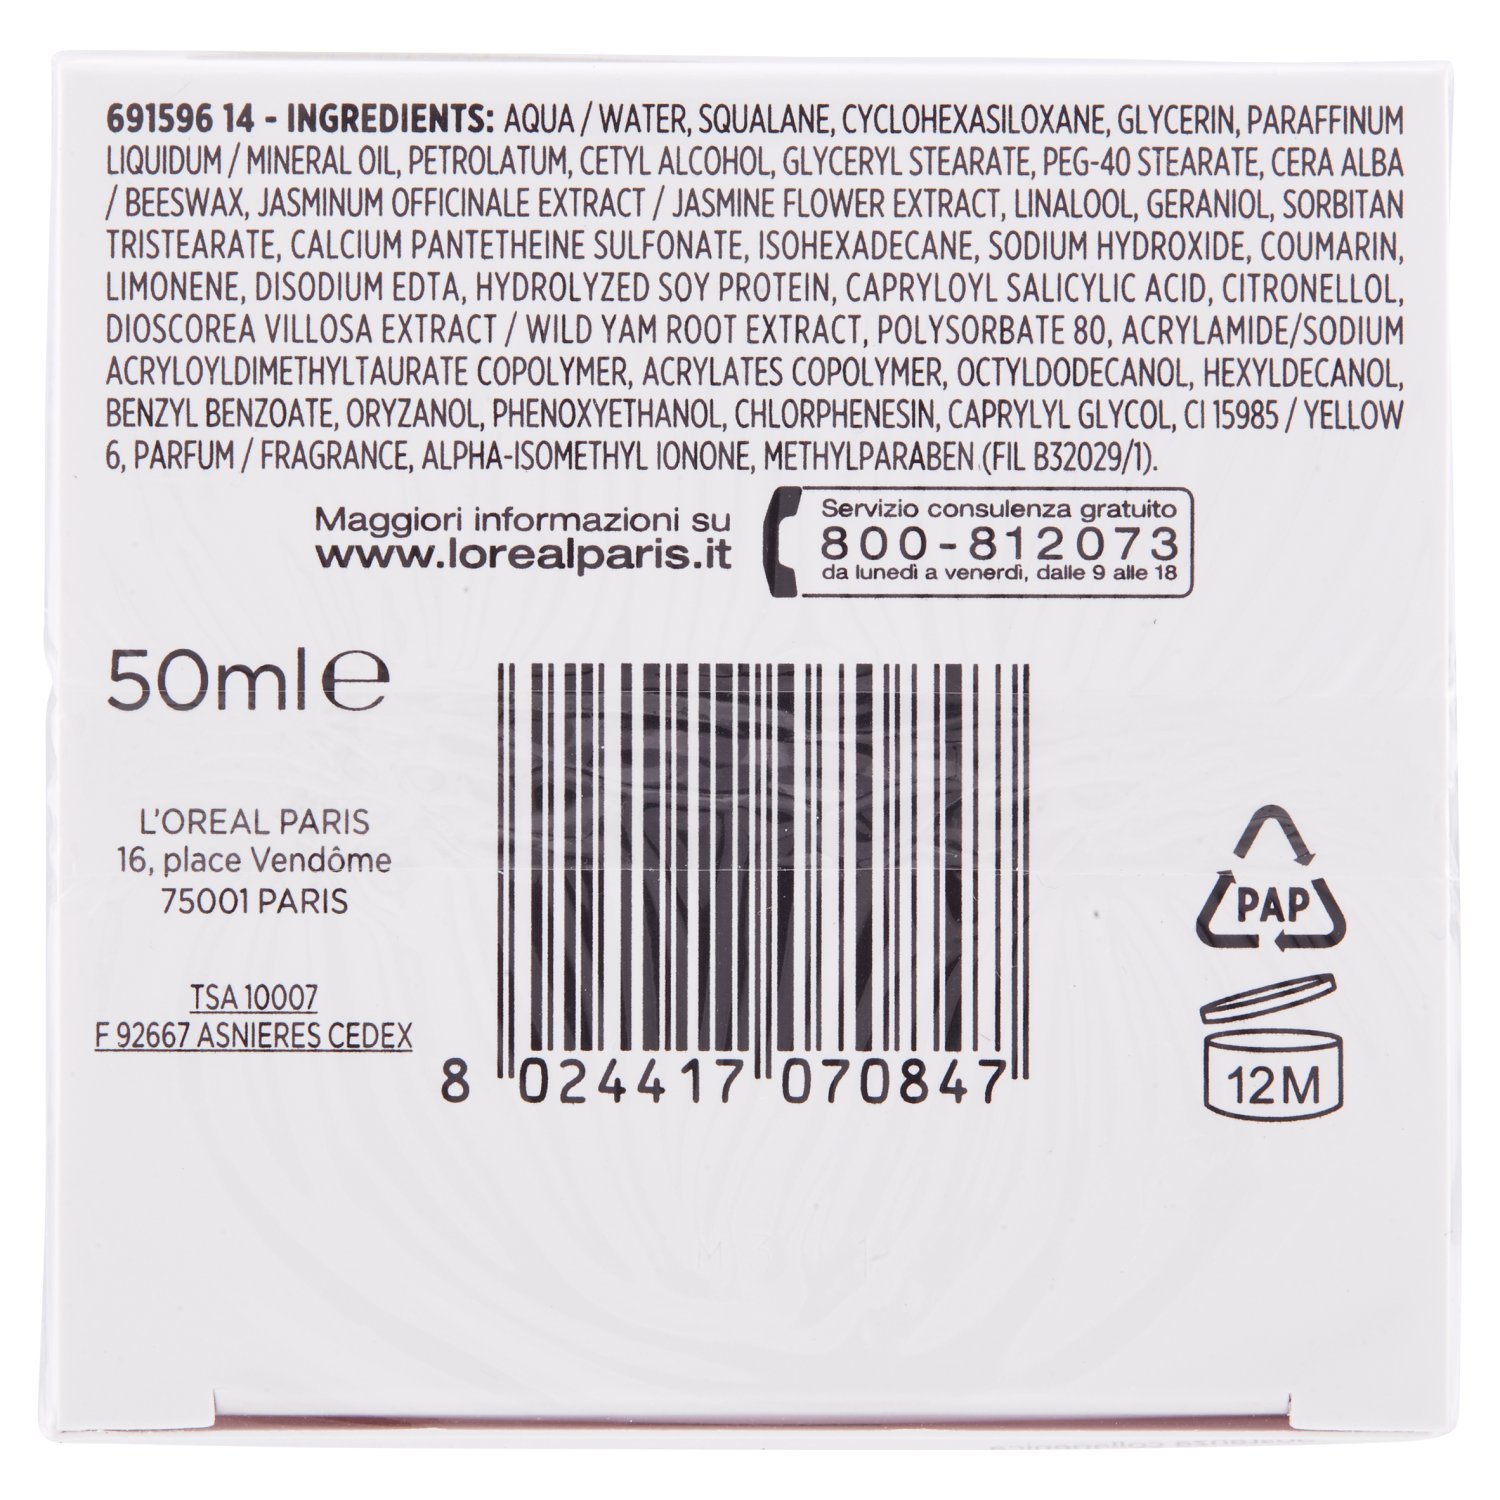 691596 14 - INGREDIENTS: AQUA / WATER, SQUALANE, CYCLOHEXASILOXANE, GLYCERIN, PARAFFINUM
LIQUIDUM / MINERAL OIL, PETROLATUM, CETYL ALCOHOL, GLYCERYL STEARATE, PEG-40 STEARATE, CERA ALBA
/ BEESWAX, JASMINUM OFFICINALE EXTRACT / JASMINE FLOWER EXTRACT, LINALOOL, GERANIOL, SORBITAN
TRISTEARATE, CALCIUM PANTETHEINE SULFONATE, ISOHEXADECANE, SODIUM HYDROXIDE, COUMARIN,
LIMONENE, DISODIUM EDTA, HYDROLYZED SOY PROTEIN, CAPRYLOYL SALICYLIC ACID, CITRONELLOL,
DIOSCOREA VILLOSA EXTRACT / WILD YAM ROOT EXTRACT, POLYSORBATE 80, ACRYLAMIDE/SODIUM
ACRYLOYLDIMETHYLTAURATE COPOLYMER, ACRYLATES COPOLYMER, OCTYLDODECANOL, HEXYLDECANOL,
BENZYL BENZOATE, ORYZANOL, PHENOXYETHANOL, CHLORPHENESIN, CAPRYLYL GLYCOL, CI 15985 / YELLOW
6, PARFUM / FRAGRANCE, ALPHA-ISOMETHYL IONONE, METHYLPARABEN (FIL B32029/1).
Maggiori informazioni su
www.lorealparis.it
Servizio consulenza gratuito
800-812073
da lunedì a venerdì, dalle 9 alle 18
50ml e
L'OREAL PARIS
16, place Vendôme
75001 PARIS
TSA 10007
F 92667 ASNIERES CEDEX
8 024417 070847
PAP
12M